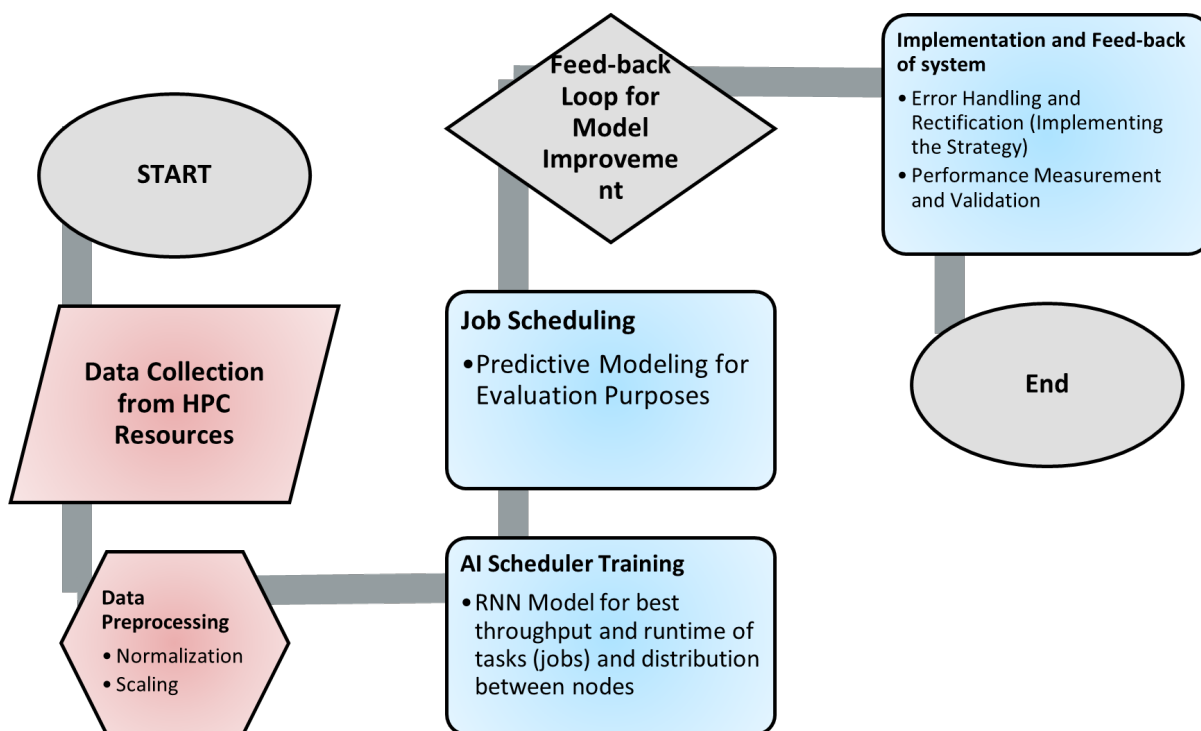 START
Data Collection
from HPC
Resources
Data
Preprocessing
• Normalization
• Scaling
AI Scheduler Training
•RNN Model for best
throughput and runtime of
tasks (jobs) and distribution
between nodes
Job Scheduling
•Predictive Modeling for
Evaluation Purposes
Feed-back
Loop for
Model
Improveme
nt
Implementation and Feed-back
of system
• Error Handling and
Rectification (Implementing
the Strategy)
• Performance Measurement
and Validation
End